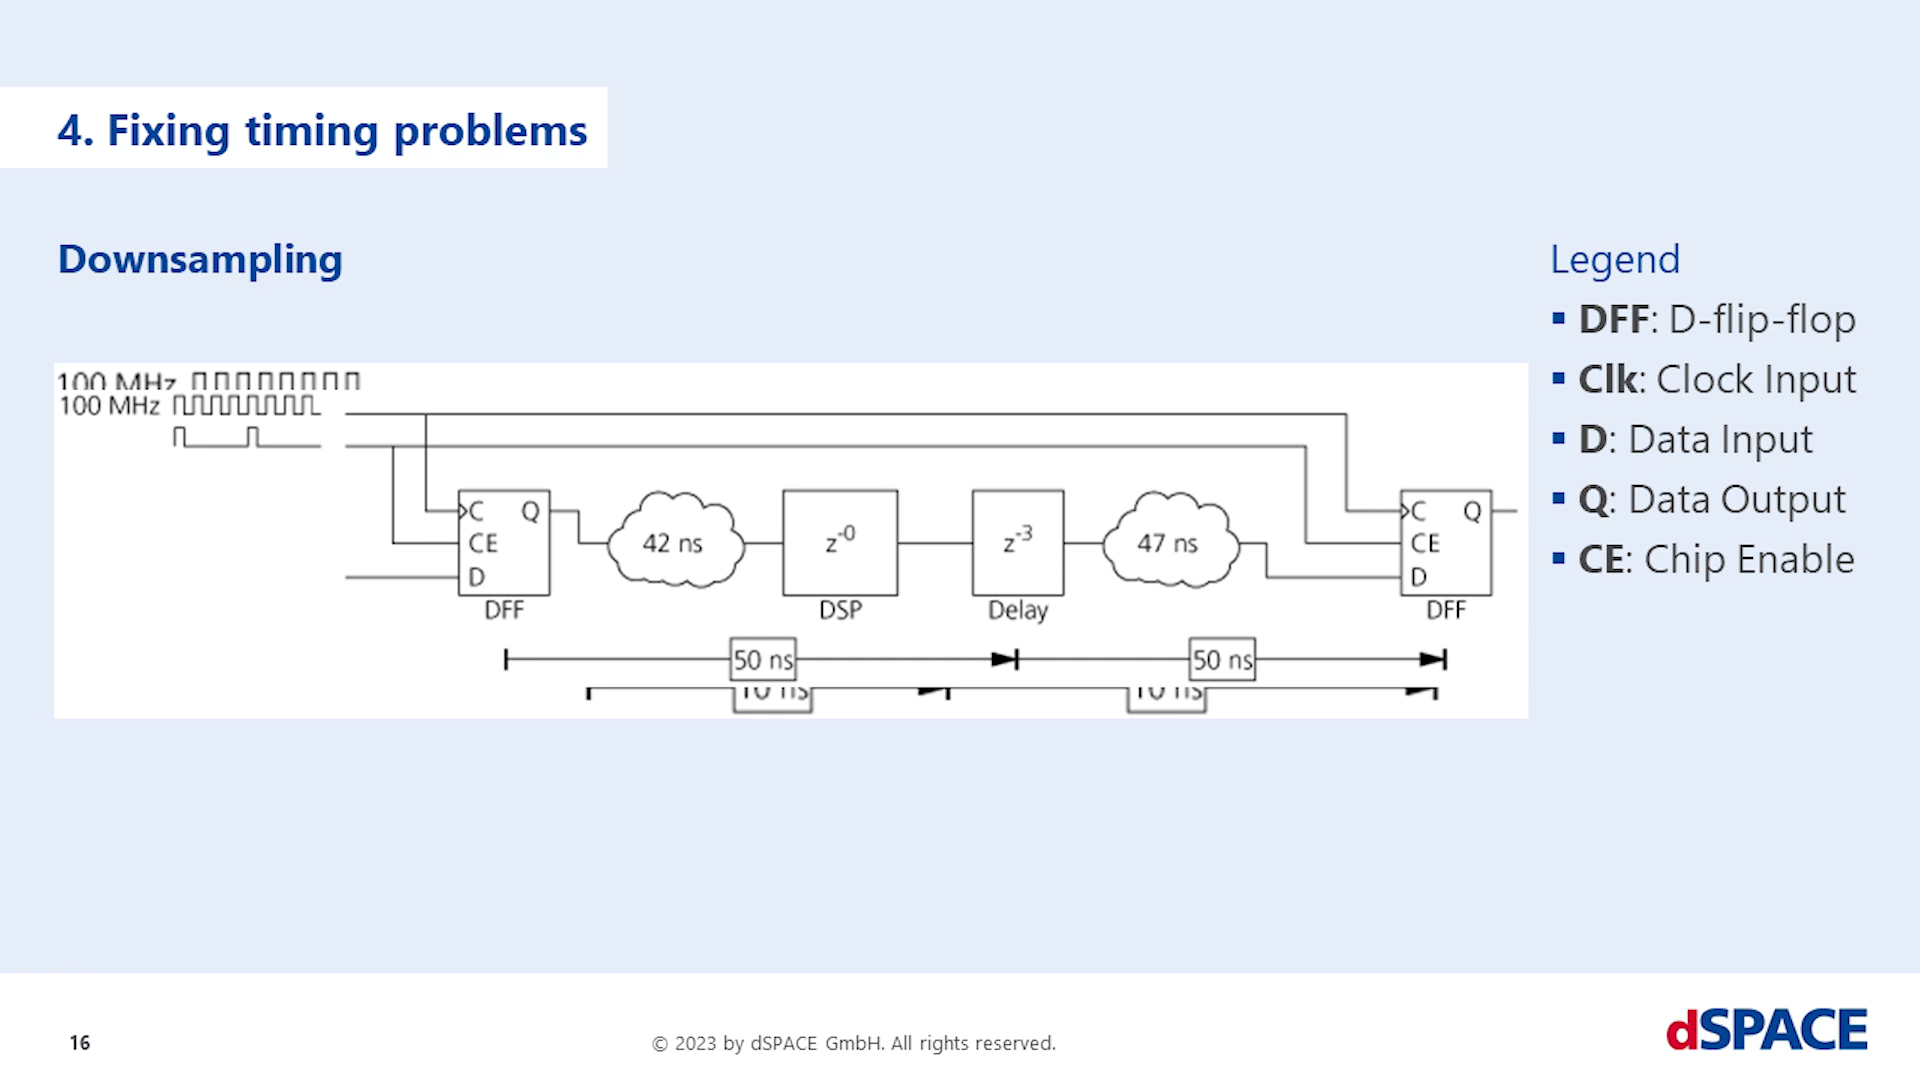 4. Fixing timing problems
Downsampling
Legend
▪ DFF: D-flip-flop
▪ Clk: Clock Input
▪ D: Data Input
▪ Q: Data Output
▪ CE: Chip Enable
100 MHz
100 MHz
C Q
CE
D
DFF
42 ns
z-0
DSP
z-3
Delay
47 ns
C Q
CE
D
DFF
50 ns
50 ns
10 ns
10 ns
16
© 2023 by dSPACE GmbH. All rights reserved.
dSPACE